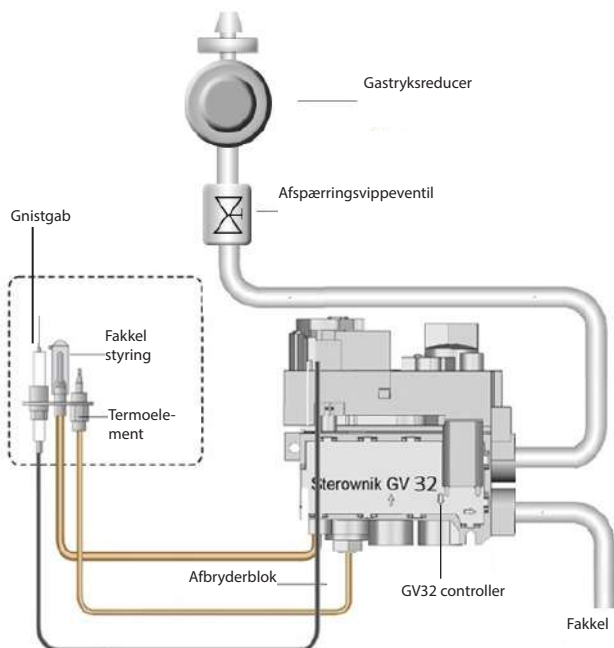 Gastryksreducer
Afspærringsvippeventil
Gnistgab
Fakkel
styring
Termoele-
ment
Sterownik GV 32
Afbryderblok
GV32 controller
Fakkel